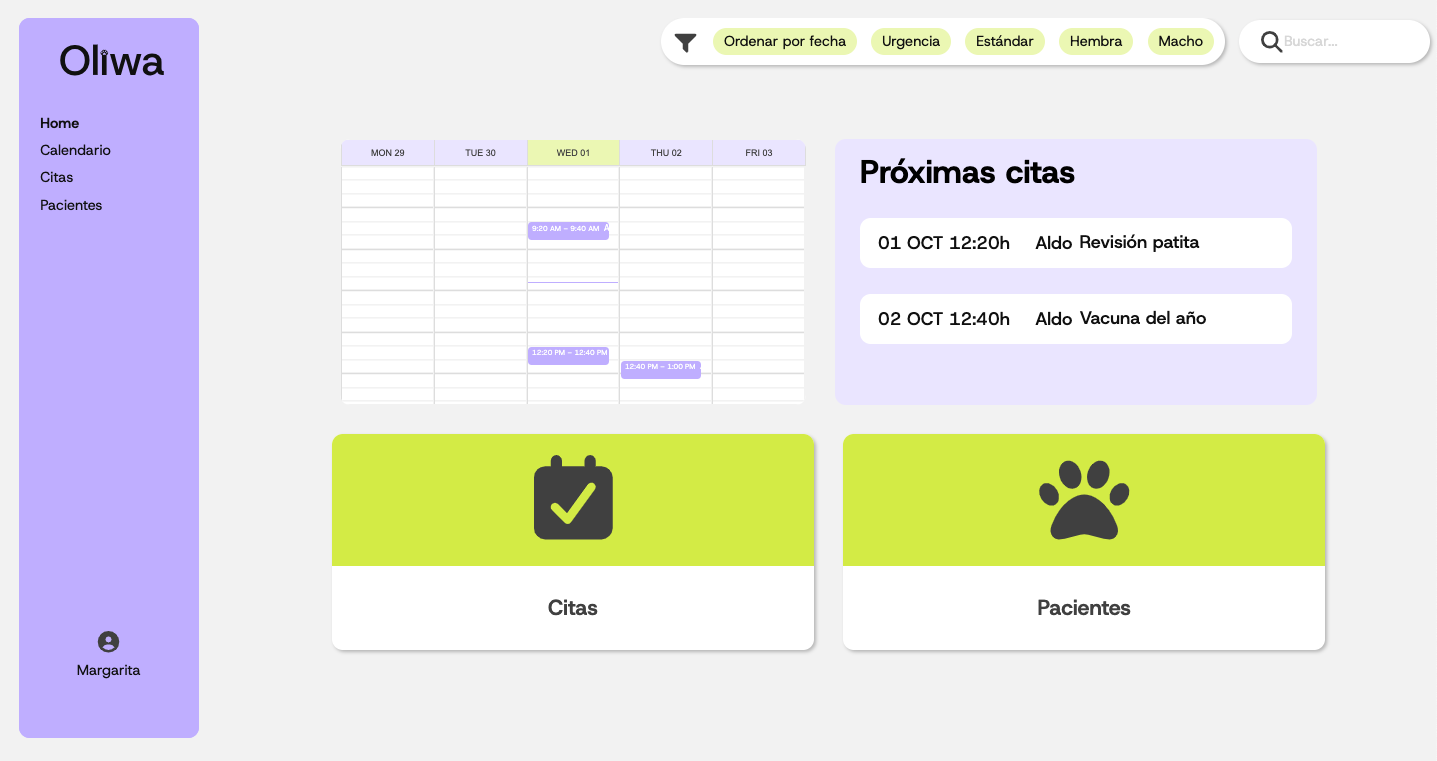 Oliwa
Home
Calendario
Citas
Pacientes
Margarita
Ordenar por fecha
Urgencia
Estándar
Hembra
Macho
Buscar...
MON 29
TUE 30
WED 01
THU 02
FRI 03
9:20 AM – 9:40 AM
12:20 PM – 12:40 PM
12:40 PM – 1:00 PM
Próximas citas
01 OCT 12:20h Aldo Revisión patita
02 OCT 12:40h Aldo Vacuna del año
Citas
Pacientes